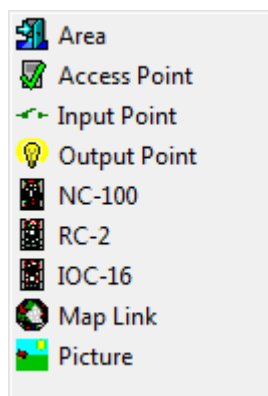 Area
Access Point
Input Point
Output Point
NC-100
RC-2
IOC-16
Map Link
Picture